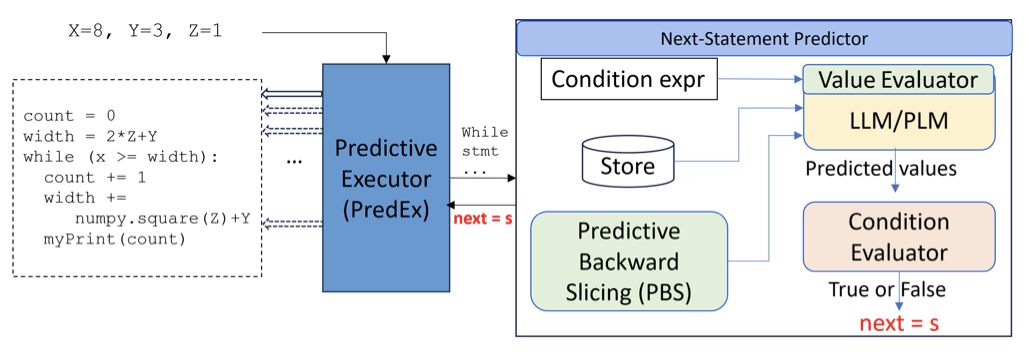 X=8, Y=3, Z=1
count = 0
width = 2*Z+Y
while (x >= width):
count += 1
width +=
numpy.square(Z)+Y
myPrint(count)
...
Predictive
Executor
(PredEx)
While
stmt
...
next = s
Next-Statement Predictor
Condition expr
Store
Predictive
Backward
Slicing (PBS)
Value Evaluator
LLM/PLM
Predicted values
Condition
Evaluator
True or False
next = s